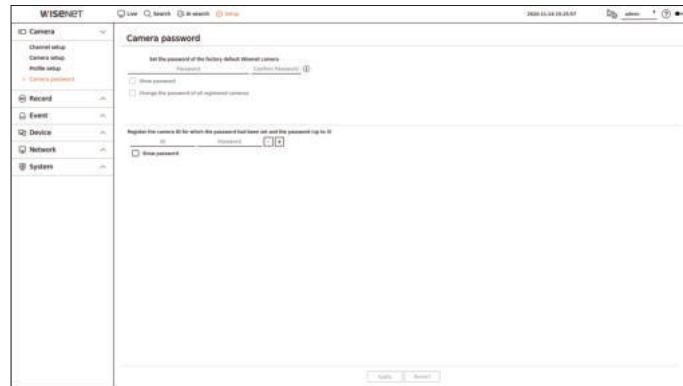 WISENET
Live Search AI search Setup
admin
Camera
Channel setup
Camera setup
Profile setup
Camera password
Record
Event
Device
Network
System
Camera password
Set the password of the factory default Wisenet camera
Password Confirm Password
Show password
Change the password of all registered cameras
Register the camera ID for which the password had been set and the password (up to 3)
ID Password
Show password
Apply Revert